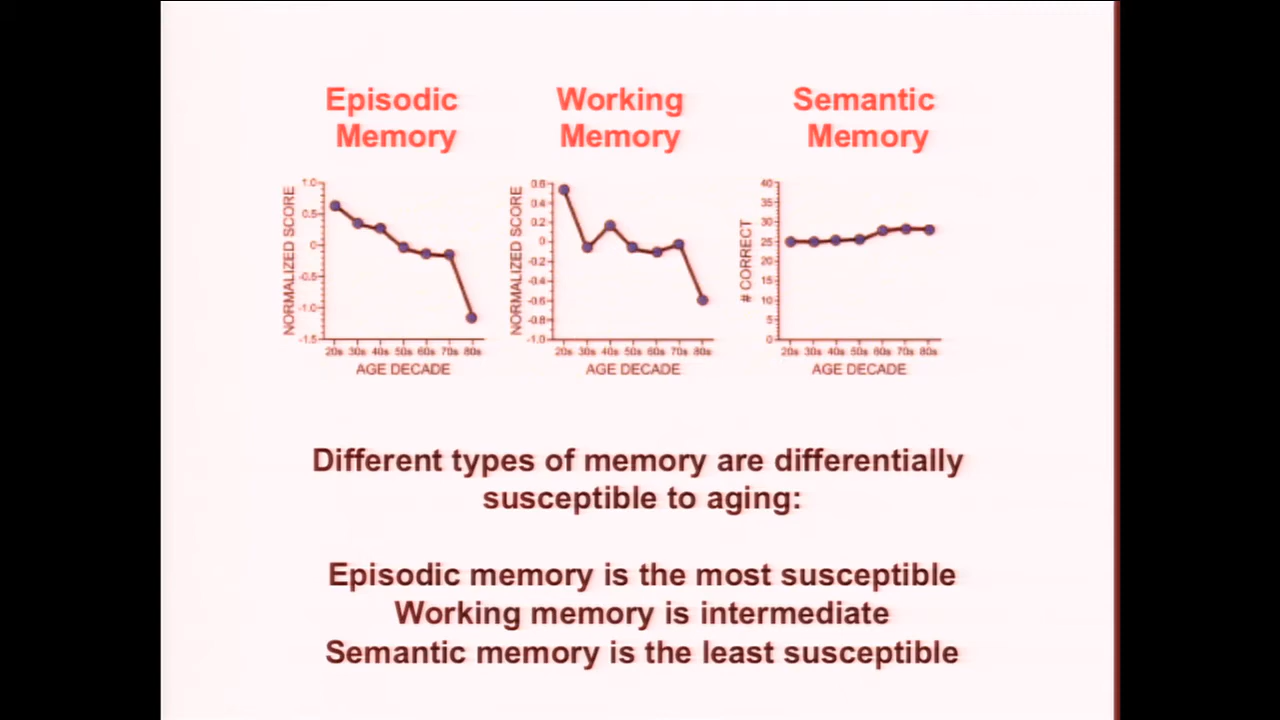 Episodic
Memory
Working
Memory
Semantic
Memory
NORMALIZED SCORE
1.0
0.5
0
-0.5
-1.0
-1.5
20s 30s 40s 50s 60s 70s 80s
AGE DECADE
NORMALIZED SCORE
0.6
0.4
0.2
0
-0.2
-0.4
-0.6
-0.8
-1.0
20s 30s 40s 50s 60s 70s 80s
AGE DECADE
# CORRECT
40
35
30
25
20
15
10
5
0
20s 30s 40s 50s 60s 70s 80s
AGE DECADE
Different types of memory are differentially
susceptible to aging:
Episodic memory is the most susceptible
Working memory is intermediate
Semantic memory is the least susceptible